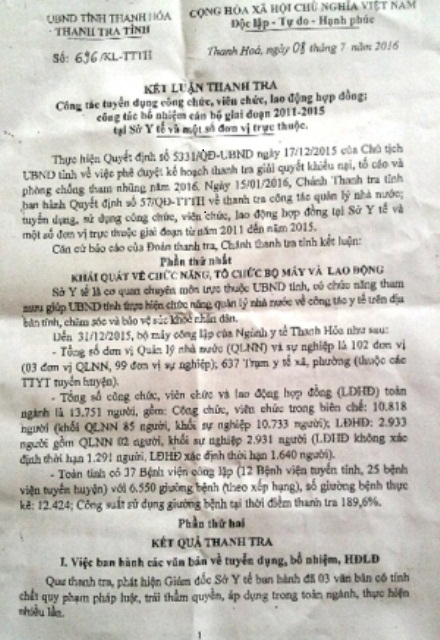 UBND TỈNH THANH HÓA
THANH TRA TỈNH
Số: 696/KL-TTTH
CỘNG HÒA XÃ HỘI CHỦ NGHĨA VIỆT NAM
Độc lập - Tự do - Hạnh phúc
Thanh Hoá, ngày 08 tháng 7 năm 2016
KẾT LUẬN THANH TRA
Công tác tuyển dụng công chức, viên chức, lao động hợp đồng;
công tác bổ nhiệm cán bộ giai đoạn 2011-2015
tại Sở Y tế và một số đơn vị trực thuộc.
Thực hiện Quyết định số 5331/QĐ-UBND ngày 17/12/2015 của Chủ tịch
UBND tỉnh về việc phê duyệt kế hoạch thanh tra giải quyết khiếu nại, tố cáo và
phòng chống tham nhũng năm 2016. Ngày 15/01/2016, Chánh Thanh tra tỉnh
ban hành Quyết định số 57/QĐ-TTTH về thanh tra công tác quản lý nhà nước;
tuyển dụng, sử dụng công chức, viên chức, lao động hợp đồng tại Sở Y tế và
một số đơn vị trực thuộc giai đoạn từ năm 2011 đến năm 2015.
Căn cứ báo cáo của Đoàn thanh tra, Chánh thanh tra tỉnh kết luận:
Phần thứ nhất
KHÁI QUÁT VỀ CHỨC NĂNG, TỔ CHỨC BỘ MÁY VÀ LAO ĐỘNG
Sở Y tế là cơ quan chuyên môn trực thuộc UBND tỉnh, có chức năng tham
mưu giúp UBND tỉnh thực hiện chức năng quản lý nhà nước về công tác y tế trên địa
bàn tỉnh, chăm sóc và bảo vệ sức khỏe nhân dân.
Đến 31/12/2015, bộ máy công lập của Ngành y tế Thanh Hóa như sau:
- Tổng số đơn vị Quản lý nhà nước (QLNN) và sự nghiệp là 102 đơn vị
(03 đơn vị QLNN, 99 đơn vị sự nghiệp); 637 Trạm y tế xã, phường (thuộc các
TTYT tuyến huyện).
- Tổng số công chức, viên chức và lao động hợp đồng (LĐHĐ) toàn
ngành là 13.751 người, gồm: Công chức, viên chức trong biên chế: 10.818
người (khối QLNN 85 người, khối sự nghiệp 10.733 người); LĐHĐ: 2.933
người gồm QLNN 02 người, khối sự nghiệp 2.931 người (LĐHĐ không xác
định thời hạn 1.291 người, LĐHĐ xác định thời hạn 1.640 người).
- Toàn tỉnh có 37 Bệnh viện công lập (12 Bệnh viện tuyến tỉnh, 25 bệnh
viện tuyến huyện) với 6.550 giường bệnh (theo xếp hạng), số giường bệnh thực
kê: 12.424; Công suất sử dụng giường bệnh tại thời điểm thanh tra 189,6%.
Phần thứ hai
KẾT QUẢ THANH TRA
I. Việc ban hành các văn bản về tuyển dụng, bổ nhiệm, HĐLĐ
Qua thanh tra, phát hiện Giám đốc Sở Y tế ban hành đã 03 văn bản có tính
chất quy phạm pháp luật, trái thẩm quyền, áp dụng trong toàn ngành, thực hiện
nhiều lần.
1